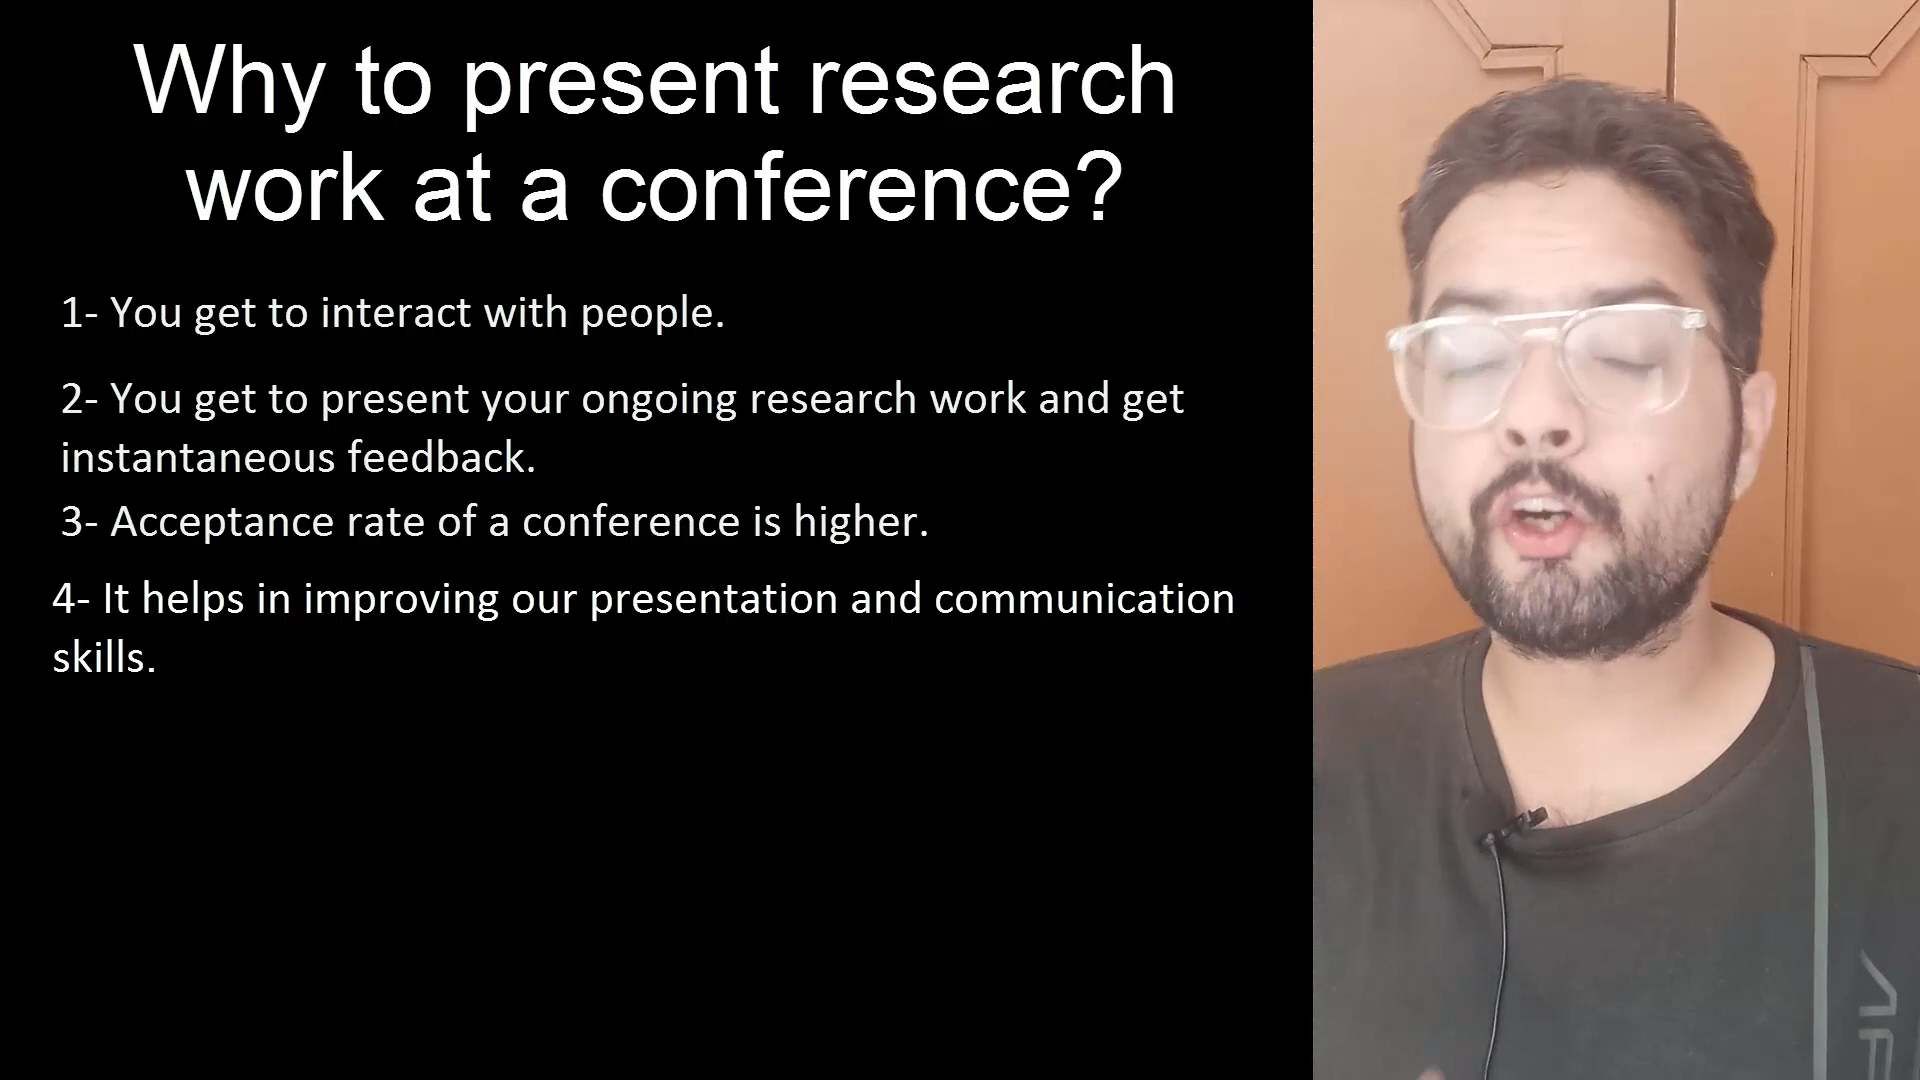 Why to present research
work at a conference?
1- You get to interact with people.
2- You get to present your ongoing research work and get
instantaneous feedback.
3- Acceptance rate of a conference is higher.
4- It helps in improving our presentation and communication
skills.